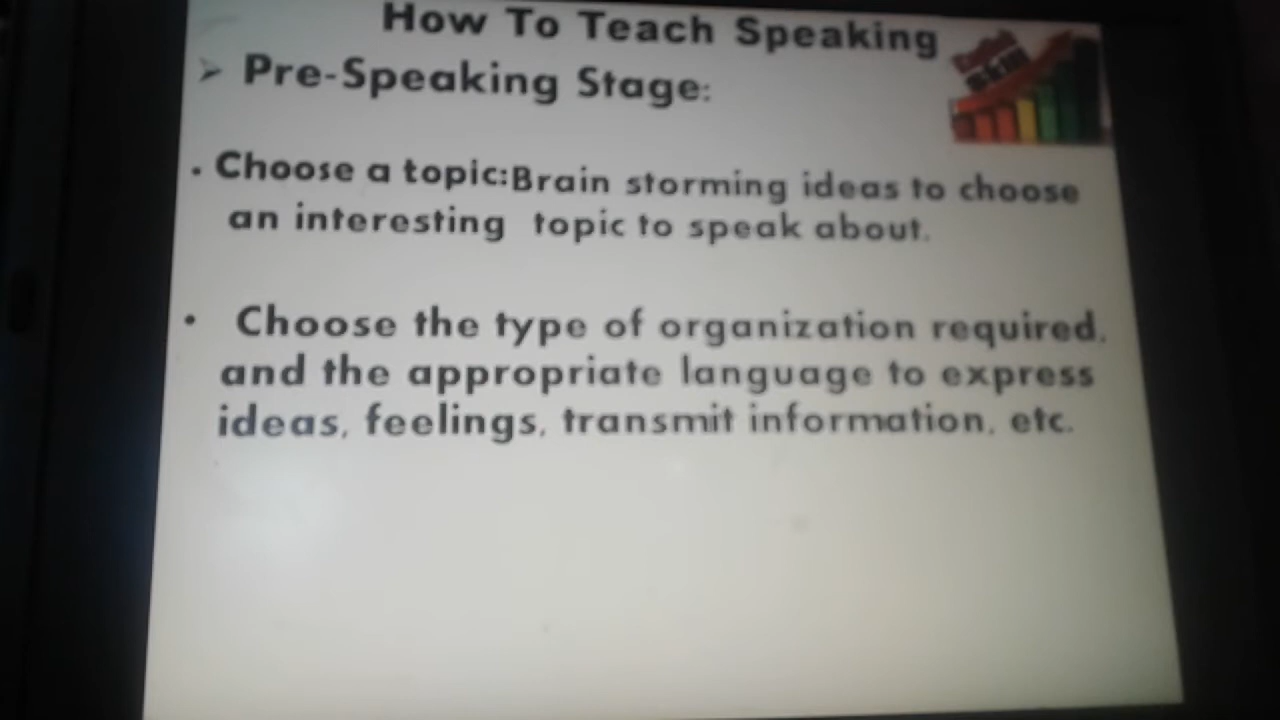 How To Teach Speaking
➢ Pre-Speaking Stage:
. Choose a topic:Brain storming ideas to choose
an interesting topic to speak about.
• Choose the type of organization required,
and the appropriate language to express
ideas, feelings, transmit information, etc.
skill